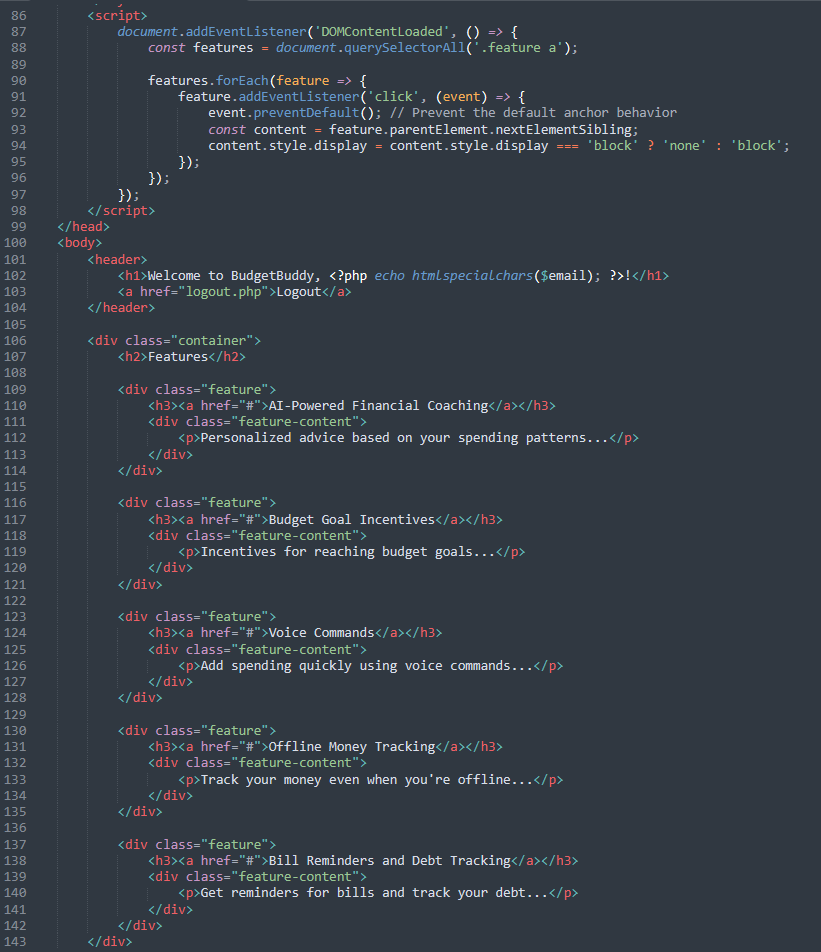 86 <script>
87 document.addEventListener('DOMContentLoaded', () => {
88 const features = document.querySelectorAll('.feature a');
89
90 features.forEach(feature => {
91 feature.addEventListener('click', (event) => {
92 event.preventDefault(); // Prevent the default anchor behavior
93 const content = feature.parentElement.nextElementSibling;
94 content.style.display = content.style.display === 'block' ? 'none' : 'block';
95 });
96 });
97 });
98 </script>
99 </head>
100 <body>
101 <header>
102 <h1>Welcome to BudgetBuddy, <?php echo htmlspecialchars($email); ?>!</h1>
103 <a href="logout.php">Logout</a>
104 </header>
105
106 <div class="container">
107 <h2>Features</h2>
108
109 <div class="feature">
110 <h3><a href="#">AI-Powered Financial Coaching</a></h3>
111 <div class="feature-content">
112 <p>Personalized advice based on your spending patterns...</p>
113 </div>
114 </div>
115
116 <div class="feature">
117 <h3><a href="#">Budget Goal Incentives</a></h3>
118 <div class="feature-content">
119 <p>Incentives for reaching budget goals...</p>
120 </div>
121 </div>
122
123 <div class="feature">
124 <h3><a href="#">Voice Commands</a></h3>
125 <div class="feature-content">
126 <p>Add spending quickly using voice commands...</p>
127 </div>
128 </div>
129
130 <div class="feature">
131 <h3><a href="#">Offline Money Tracking</a></h3>
132 <div class="feature-content">
133 <p>Track your money even when you're offline...</p>
134 </div>
135 </div>
136
137 <div class="feature">
138 <h3><a href="#">Bill Reminders and Debt Tracking</a></h3>
139 <div class="feature-content">
140 <p>Get reminders for bills and track your debt...</p>
141 </div>
142 </div>
143 </div>